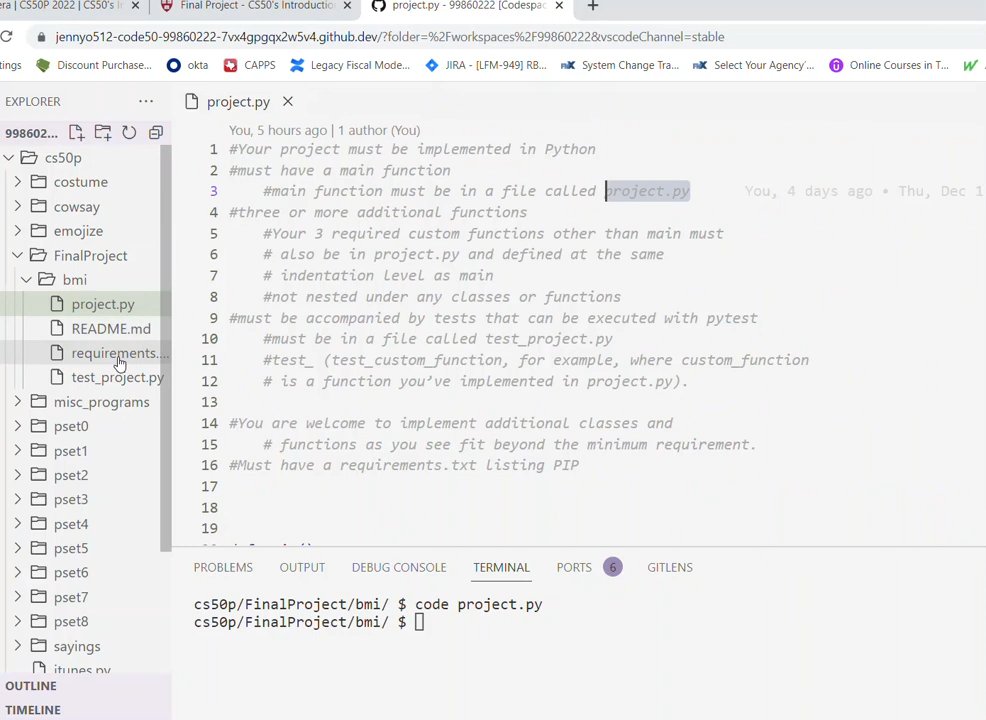 era | CS50P 2022 | CS50's In
Final Project - CS50's Introductio
project.py - 99860222 [Codespac
jennyo512-code50-99860222-7vx4gpgqx2w5v4.github.dev/?folder=%2Fworkspaces%2F99860222&vscodeChannel=stable
tings
Discount Purchase...
okta
CAPPS
Legacy Fiscal Mode...
JIRA - [LFM-949] RB...
System Change Tra...
Select Your Agency'...
Online Courses in T...
EXPLORER
...
project.py
998602...
You, 5 hours ago | 1 author (You)
cs50p
costume
cowsay
emojize
FinalProject
bmi
project.py
README.md
requirements....
test_project.py
misc_programs
pset0
pset1
pset2
pset3
pset4
pset5
pset6
pset7
pset8
sayings
itunes.py
OUTLINE
TIMELINE
1 #Your project must be implemented in Python
2 #must have a main function
3 #main function must be in a file called project.py You, 4 days ago • Thu, Dec 1
4 #three or more additional functions
5 #Your 3 required custom functions other than main must
6 # also be in project.py and defined at the same
7 # indentation level as main
8 #not nested under any classes or functions
9 #must be accompanied by tests that can be executed with pytest
10 #must be in a file called test_project.py
11 #test_ (test_custom_function, for example, where custom_function
12 # is a function you’ve implemented in project.py).
13
14 #You are welcome to implement additional classes and
15 # functions as you see fit beyond the minimum requirement.
16 #Must have a requirements.txt listing PIP
17
18
19
PROBLEMS
OUTPUT
DEBUG CONSOLE
TERMINAL
PORTS 6
GITLENS
cs50p/FinalProject/bmi/ $ code project.py
cs50p/FinalProject/bmi/ $